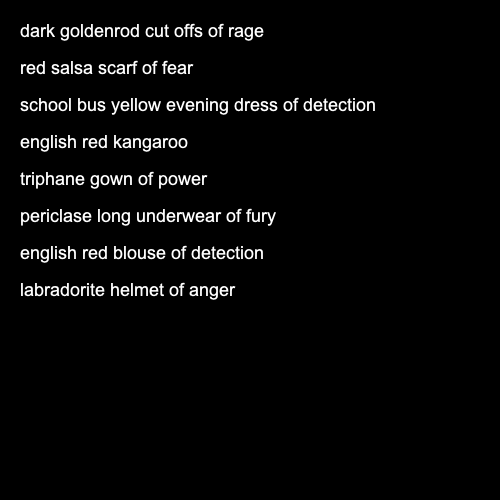 dark goldenrod cut offs of rage
red salsa scarf of fear
school bus yellow evening dress of detection
english red kangaroo
triphane gown of power
periclase long underwear of fury
english red blouse of detection
labradorite helmet of anger